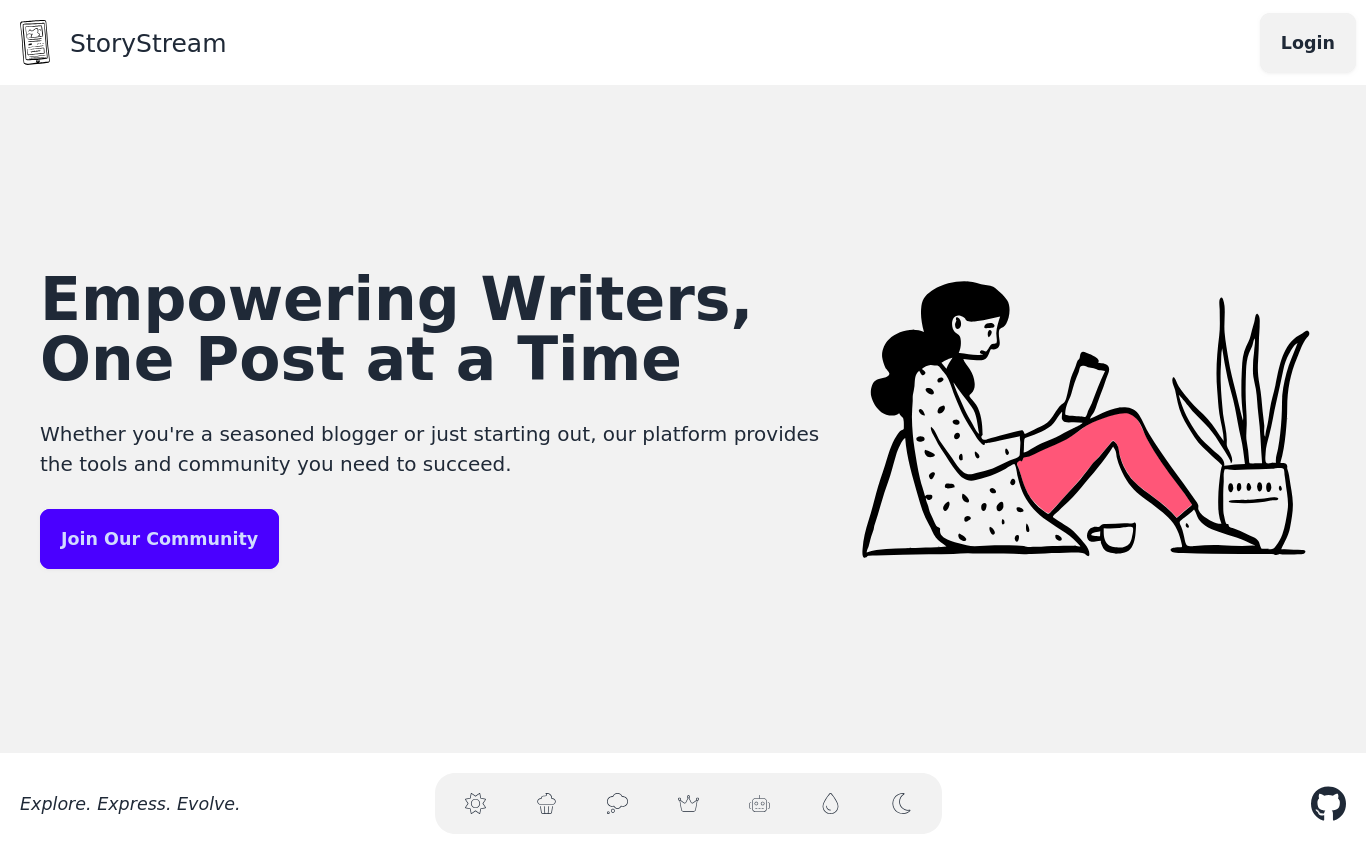 StoryStream
Login
Empowering Writers,
One Post at a Time
Whether you're a seasoned blogger or just starting out, our platform provides
the tools and community you need to succeed.
Join Our Community
Explore. Express. Evolve.